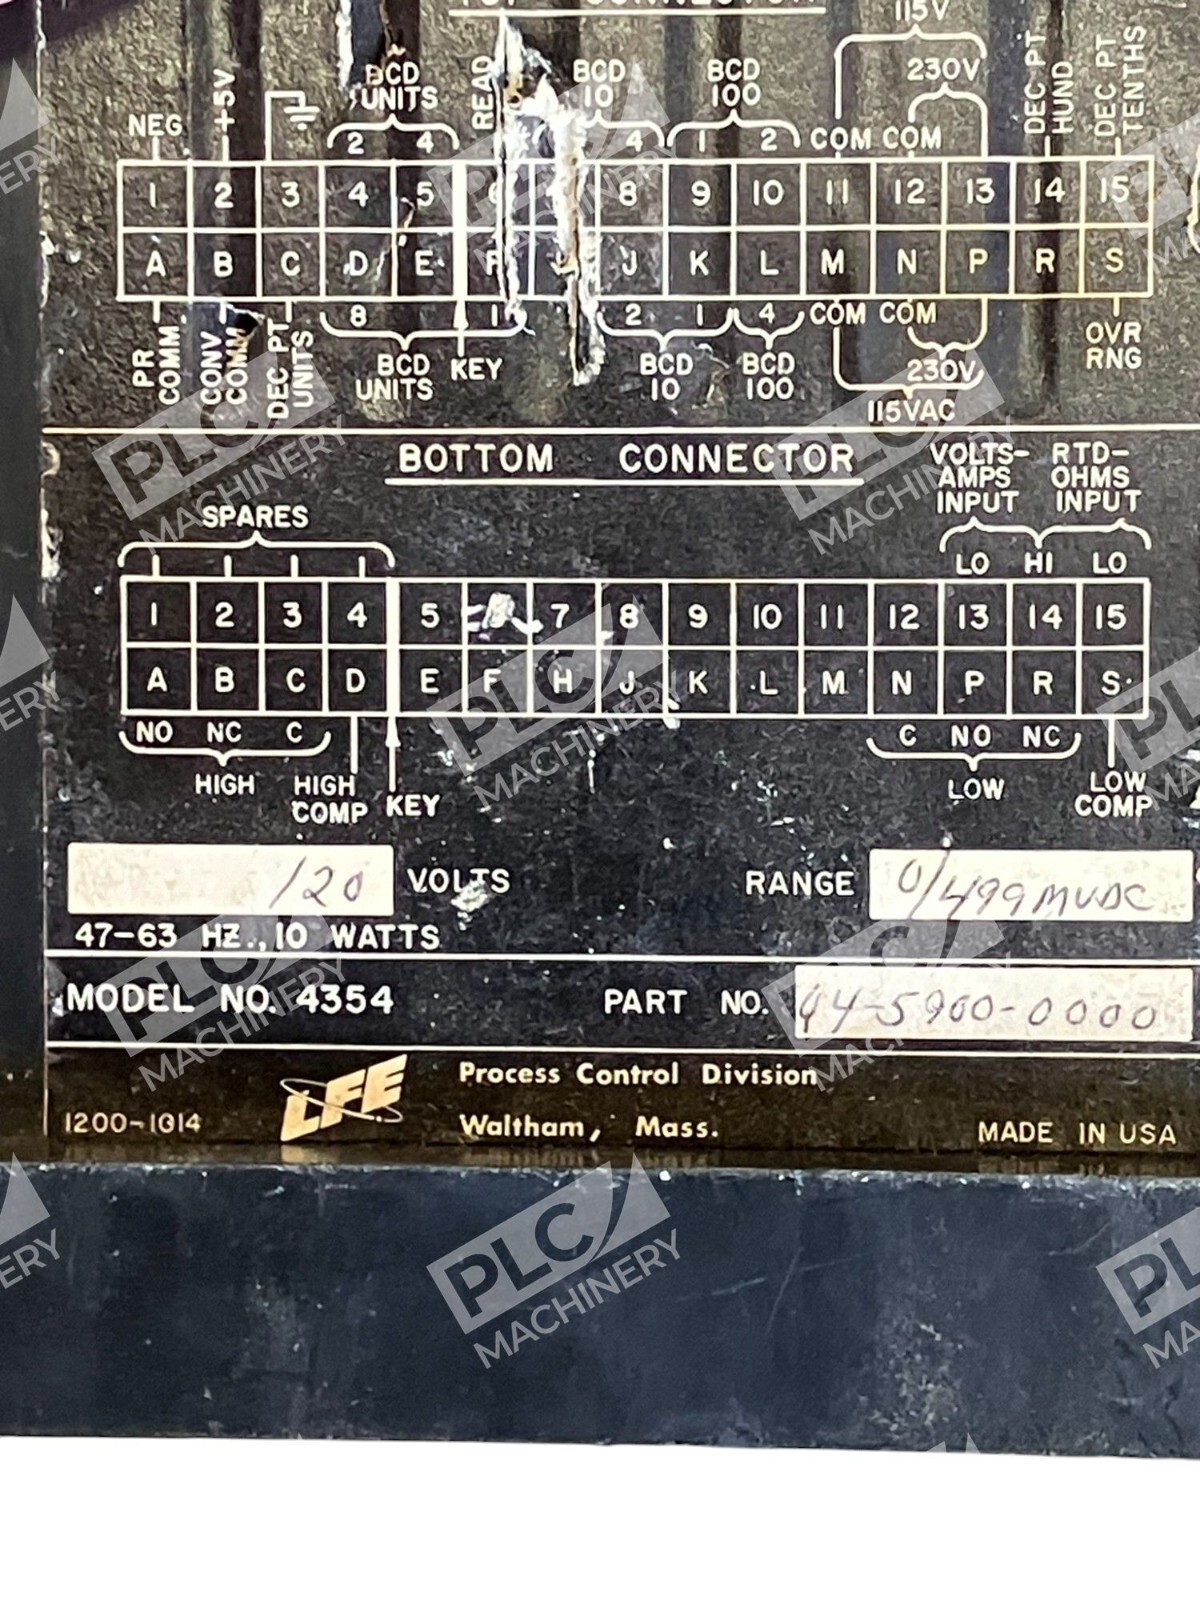 CONNECTOR
115V
BCD UNITS READ BCD 10 BCD 100 230V DEC PT HUND DEC PT TENTHS
NEG +5V 2 4 4 1 2 COM COM
1 2 3 4 5 8 9 10 11 12 13 14 15
A B C D E F J K L M N P R S
PR COMM CONV COMM DEC PT UNITS 8 1 2 1 4 COM COM OVR RNG
BCD UNITS KEY BCD 10 BCD 100 230V
115VAC
BOTTOM CONNECTOR
VOLTS-AMPS INPUT RTD-OHMS INPUT
SPARES
LO HI LO
1 2 3 4 5 7 8 9 10 11 12 13 14 15
A B C D E F H J K L M N P R S
NO NC C C NO NC
HIGH HIGH COMP KEY LOW LOW COMP
120 VOLTS RANGE 0/499MVDC
47-63 HZ., 10 WATTS
MODEL NO. 4354 PART NO. 44-5900-0000
LFE Process Control Division
1200-1014 Waltham, Mass. MADE IN USA
PLC MACHINERY